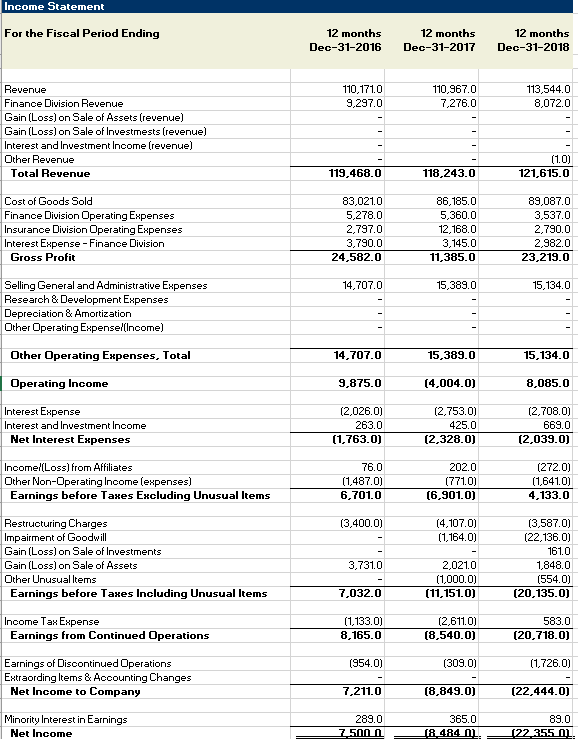 Income Statement
For the Fiscal Period Ending 12 months 12 months 12 months
Dec-31-2016 Dec-31-2017 Dec-31-2018
Revenue 110,171.0 110,967.0 113,544.0
Finance Division Revenue 9,297.0 7,276.0 8,072.0
Gain (Loss) on Sale of Assets (revenue) - - -
Gain (Loss) on Sale of Investments (revenue) - - -
Interest and Investment Income (revenue) - - -
Other Revenue - - (1.0)
Total Revenue 119,468.0 118,243.0 121,615.0
Cost of Goods Sold 83,021.0 86,185.0 89,087.0
Finance Division Operating Expenses 5,278.0 5,360.0 3,537.0
Insurance Division Operating Expenses 2,797.0 12,168.0 2,790.0
Interest Expense - Finance Division 3,790.0 3,145.0 2,982.0
Gross Profit 24,582.0 11,385.0 23,219.0
Selling General and Administrative Expenses 14,707.0 15,389.0 15,134.0
Research & Development Expenses - - -
Depreciation & Amortization - - -
Other Operating Expense/(Income) - - -
Other Operating Expenses, Total 14,707.0 15,389.0 15,134.0
Operating Income 9,875.0 (4,004.0) 8,085.0
Interest Expense (2,026.0) (2,753.0) (2,708.0)
Interest and Investment Income 263.0 425.0 669.0
Net Interest Expenses (1,763.0) (2,328.0) (2,039.0)
Income/(Loss) from Affiliates 76.0 202.0 (272.0)
Other Non-Operating Income (expenses) (1,487.0) (771.0) (1,641.0)
Earnings before Taxes Excluding Unusual Items 6,701.0 (6,901.0) 4,133.0
Restructuring Charges (3,400.0) (4,107.0) (3,587.0)
Impairment of Goodwill - (1,164.0) (22,136.0)
Gain (Loss) on Sale of Investments - - 161.0
Gain (Loss) on Sale of Assets 3,731.0 2,021.0 1,848.0
Other Unusual Items - (1,000.0) (554.0)
Earnings before Taxes Including Unusual Items 7,032.0 (11,151.0) (20,135.0)
Income Tax Expense (1,133.0) (2,611.0) 583.0
Earnings from Continued Operations 8,165.0 (8,540.0) (20,718.0)
Earnings of Discontinued Operations (954.0) (309.0) (1,726.0)
Extraording Items & Accounting Changes - - -
Net Income to Company 7,211.0 (8,849.0) (22,444.0)
Minority Interest in Earnings 289.0 365.0 89.0
Net Income 7,500.0 (8,484.0) (22,355.0)